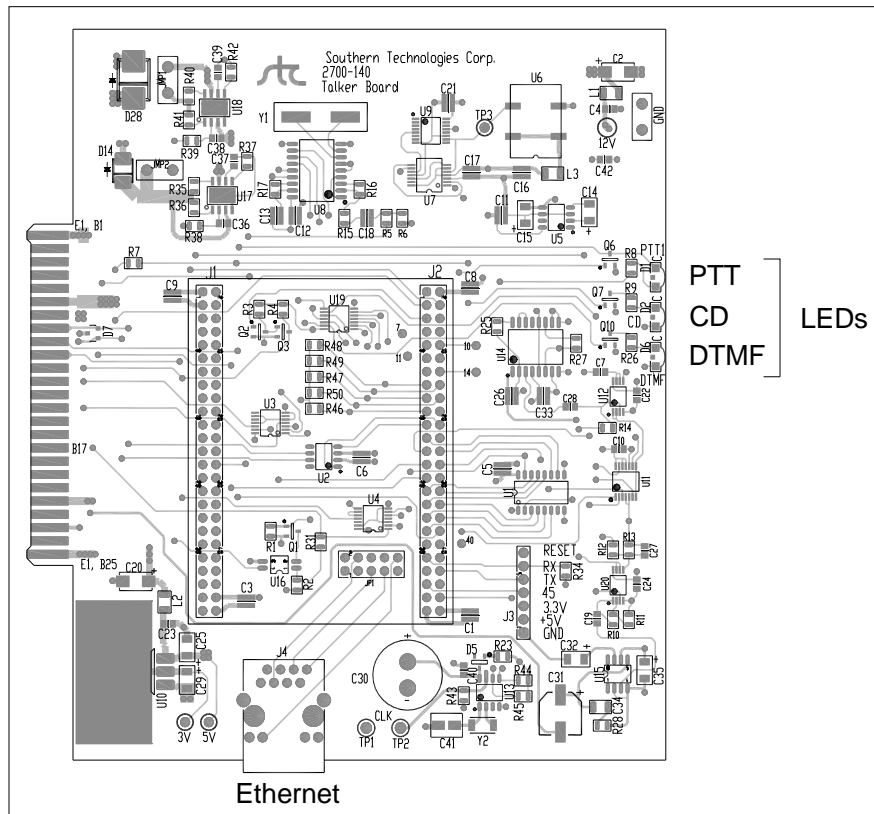 stc
Southern Technologies Corp.
2700-140
Talker Board
D28
JMP1
R40
R41
C39
R42
U18
R39
C38
D14
JMP2
C37
R37
R35
R36
U17
C36
R38
Y1
R17
C13
C12
U8
R16
R15
C18
R5
R6
C21
U9
TP3
U6
U7
C17
C16
L3
C11
C15
U5
C14
+
C2
L1
C4
12V
GND
C42
E1, B1
R7
D7
B17
E1, B25
J1
J2
C9
C8
R3
R4
Q2
Q3
U19
7
11
10
14
40
R48
R49
R47
R50
R46
U3
U2
C6
U4
R1
Q1
R31
U16
R2
JP1
C3
C1
C5
U1
R25
U14
R27
C26
C33
C28
C7
Q6
R8
D1
PTT1
Q7
R9
D2
CD
Q10
R26
D6
DTMF
U12
C22
R14
C10
U11
R12
R13
C27
U20
C24
C19
R10
R11
RESET
RX
TX
45
3.3V
+5V
GND
J3
R34
C20
L2
C23
C25
C29
U10
3V
5V
J4
C30
+
-
CLK
TP1
TP2
D5
R23
C40
R43
U13
R44
R45
C41
Y2
C32
C31
U15
C35
C34
R28
PTT
CD
DTMF
LEDs
Ethernet